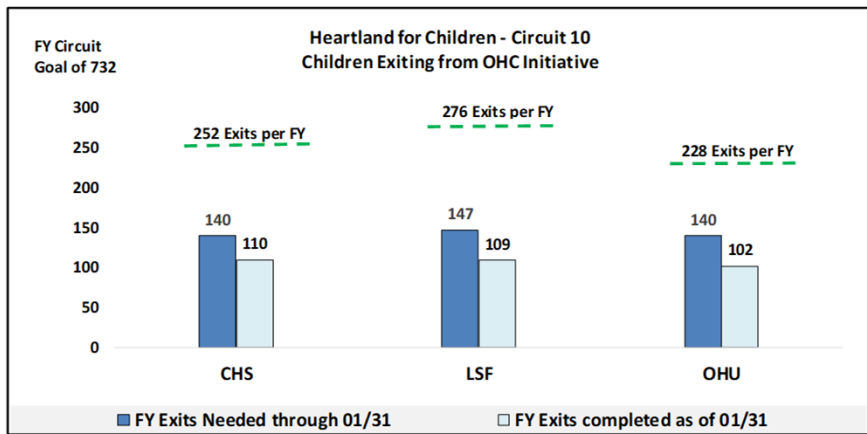 FY Circuit
Goal of 732
Heartland for Children - Circuit 10
Children Exiting from OHC Initiative
300
250
200
150
100
50
0
252 Exits per FY
276 Exits per FY
228 Exits per FY
140
110
147
109
140
102
CHS
LSF
OHU
FY Exits Needed through 01/31
FY Exits completed as of 01/31